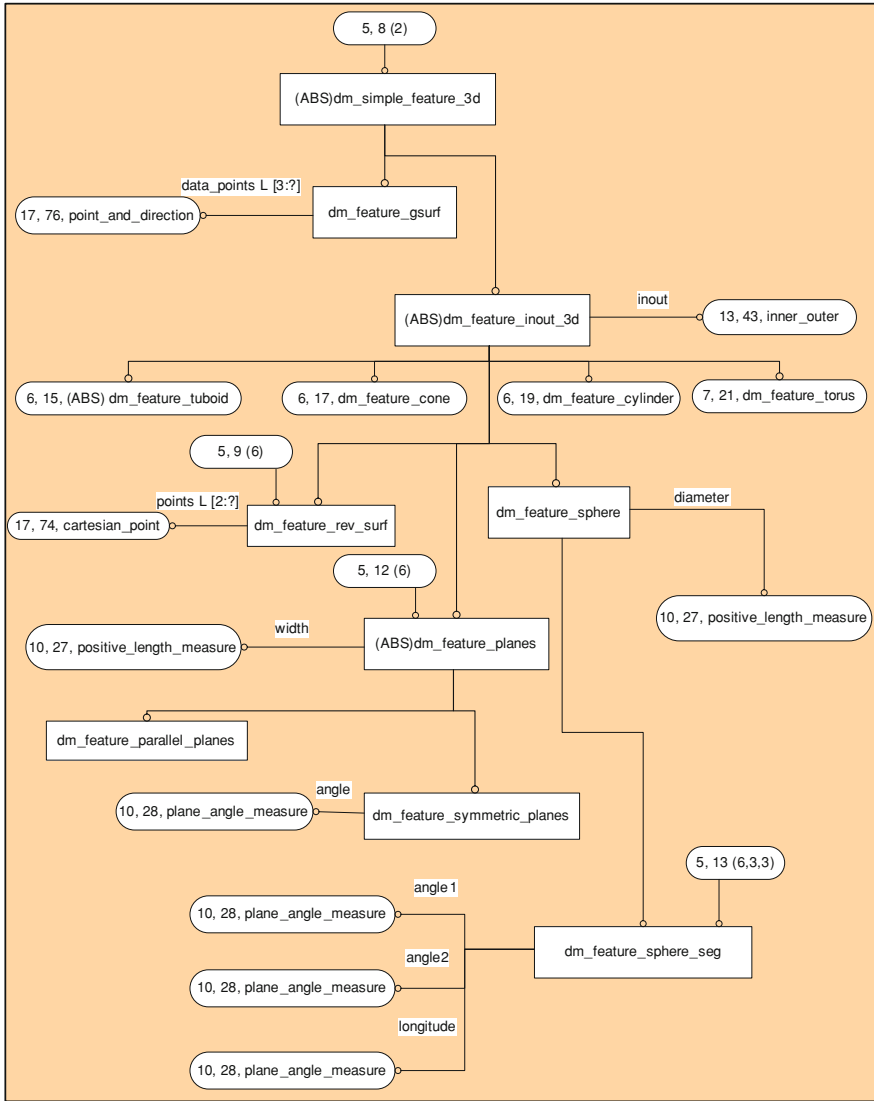 5, 8 (2)
(ABS)dm_simple_feature_3d
data_points L [3:?]
17, 76, point_and_direction
dm_feature_gsurf
inout
(ABS)dm_feature_inout_3d
13, 43, inner_outer
6, 15, (ABS) dm_feature_tuboid
6, 17, dm_feature_cone
6, 19, dm_feature_cylinder
7, 21, dm_feature_torus
5, 9 (6)
points L [2:?]
diameter
17, 74, cartesian_point
dm_feature_rev_surf
dm_feature_sphere
5, 12 (6)
10, 27, positive_length_measure
width
10, 27, positive_length_measure
(ABS)dm_feature_planes
dm_feature_parallel_planes
angle
10, 28, plane_angle_measure
dm_feature_symmetric_planes
5, 13 (6,3,3)
angle1
10, 28, plane_angle_measure
dm_feature_sphere_seg
angle2
10, 28, plane_angle_measure
longitude
10, 28, plane_angle_measure